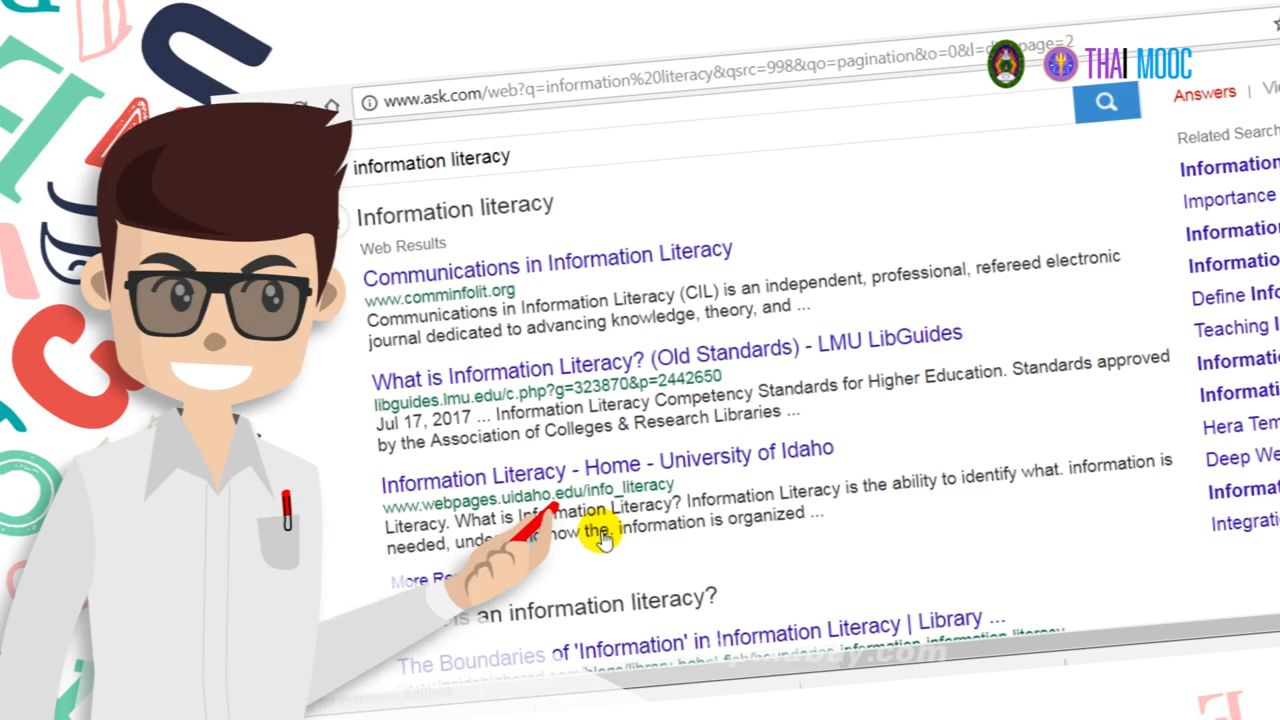 www.ask.com/web?q=information%20literacy&qsrc=998&qo=pagination&o=0&l=d
page=2
THAI MOOC
information literacy
Answers |
Related Search
Information literacy
Web Results
Communications in Information Literacy
www.comminfolit.org
Communications in Information Literacy (CIL) is an independent, professional, refereed electronic
journal dedicated to advancing knowledge, theory, and ...
What is Information Literacy? (Old Standards) - LMU LibGuides
libguides.lmu.edu/c.php?g=323870&p=2442650
Jul 17, 2017 ... Information Literacy Competency Standards for Higher Education. Standards approved
by the Association of Colleges & Research Libraries ...
Information Literacy - Home - University of Idaho
www.webpages.uidaho.edu/info_literacy
Literacy. What is Information Literacy? Information Literacy is the ability to identify what. information is
needed, how the. information is organized ...
More
is an information literacy?
The Boundaries of 'Information' in Information Literacy | Library ...
Information
Importance
Informatio
Informatio
Define Info
Teaching I
Informati
Informati
Hera Tem
Deep We
Informat
Integrati